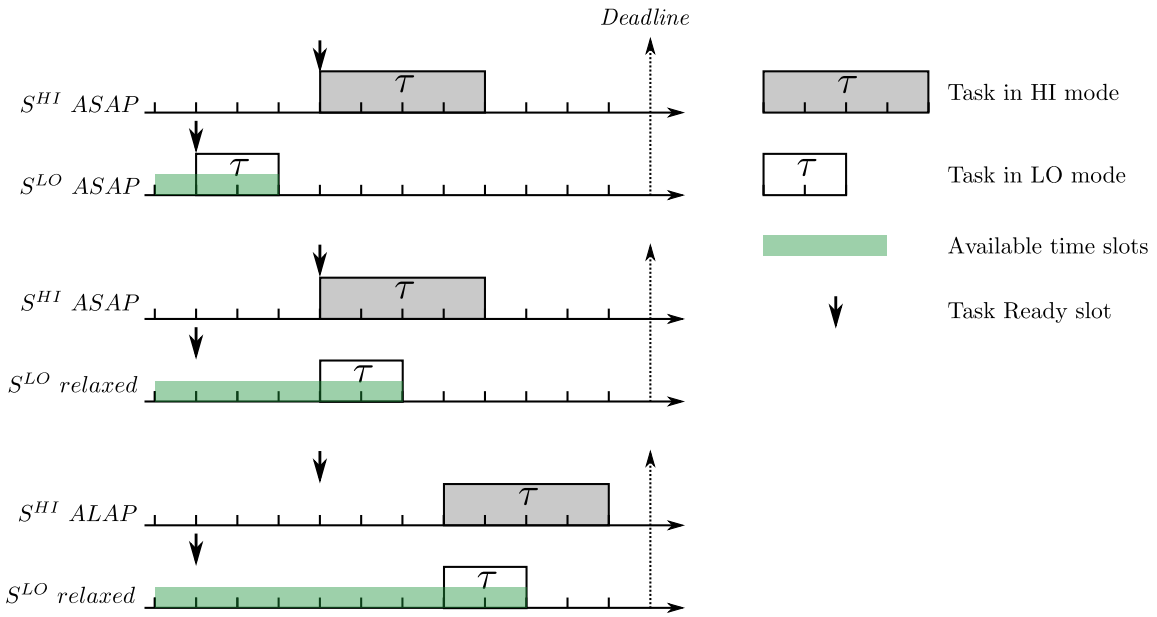 Deadline
τ
S^HI ASAP
τ
S^LO ASAP
τ
S^HI ASAP
τ
S^LO relaxed
τ
S^HI ALAP
τ
S^LO relaxed
τ
Task in HI mode
τ
Task in LO mode
Available time slots
Task Ready slot